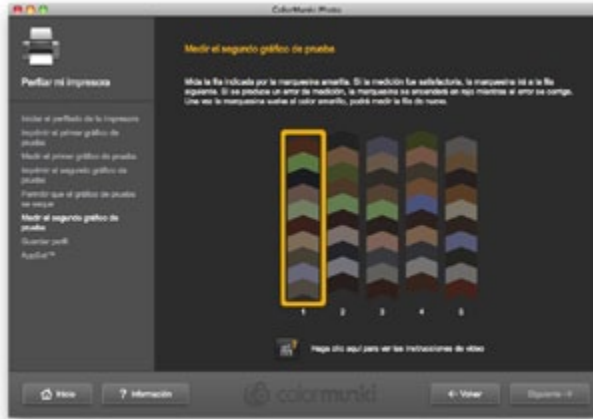 ColorMunki Photo
Perfilar mi impresora
Iniciar el perfilado de la impresora
Imprimir el primer gráfico de
prueba
Medir el primer gráfico de prueba
Imprimir el segundo gráfico de
prueba
Permitir que el gráfico de prueba
se seque
Medir el segundo gráfico de
prueba
Guardar perfil
AppSet™
Medir el segundo gráfico de prueba
Mida la fila indicada por la marquesina amarilla. Si la medición fue satisfactoria, la marquesina irá a la fila
siguiente. Si se produce un error de medición, la marquesina se encenderá en rojo mientras el error se corrige.
Una vez la marquesina vuelva al color amarillo, podrá medir la fila de nuevo.
1 2 3 4 5
Haga clic aquí para ver las instrucciones de vídeo
Inicio
? Información
colormunki
Volver
Siguiente